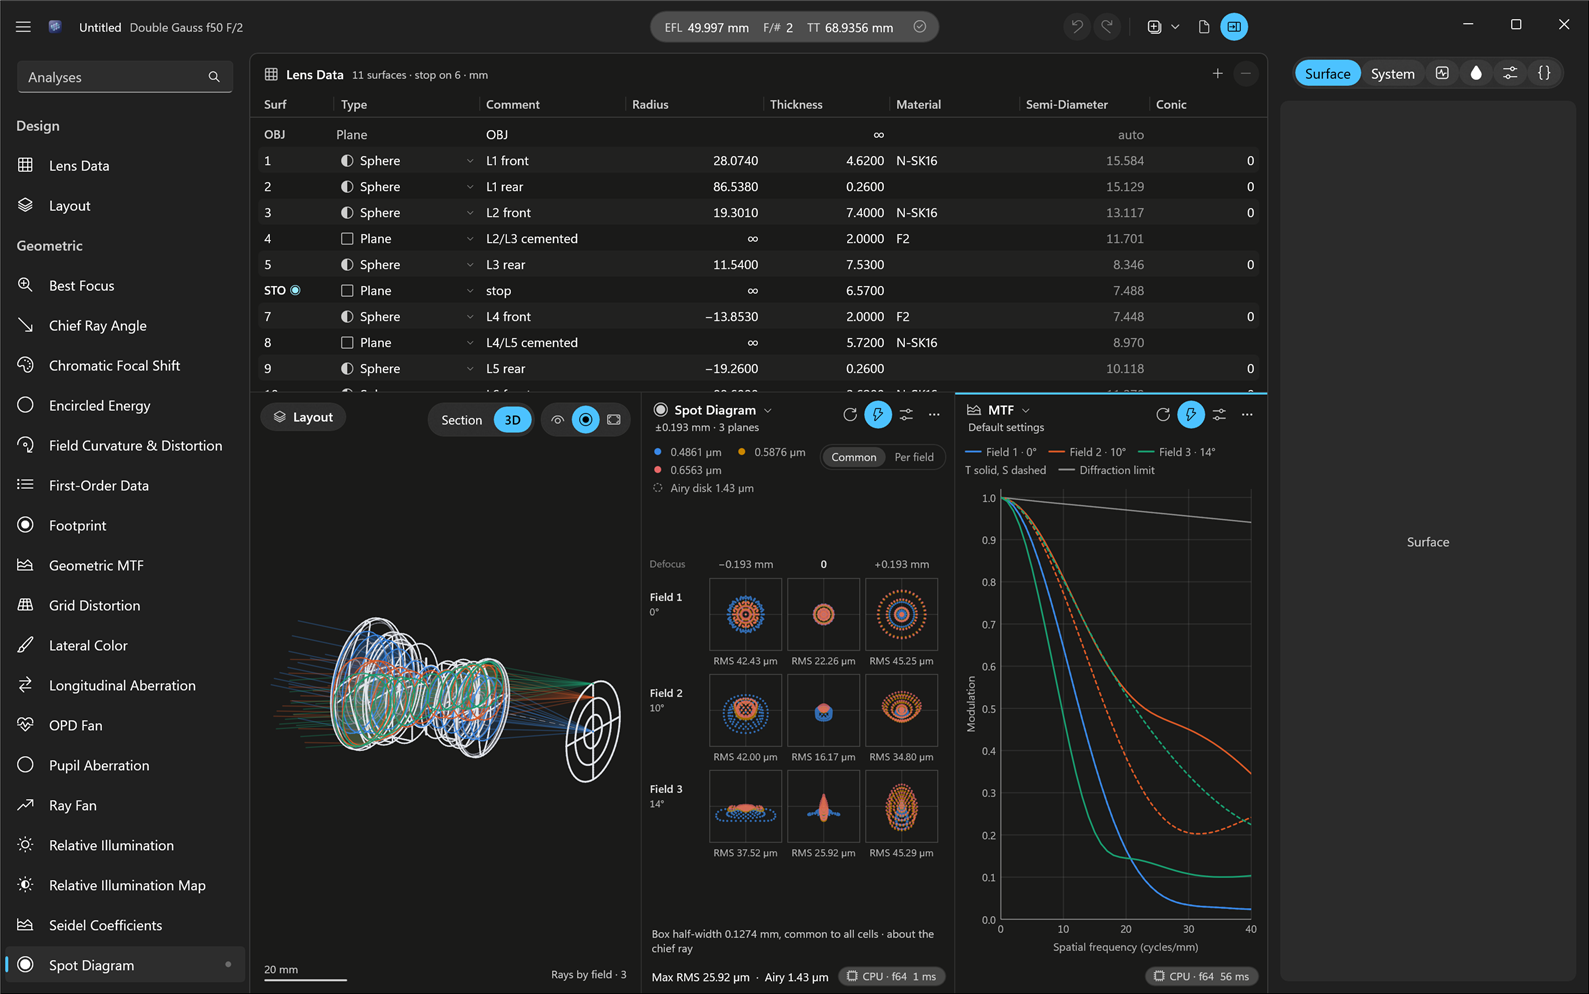 Untitled Double Gauss f50 F/2
EFL 49.997 mm F/# 2 TT 68.9356 mm
Analyses
Design
Lens Data
Layout
Geometric
Best Focus
Chief Ray Angle
Chromatic Focal Shift
Encircled Energy
Field Curvature & Distortion
First-Order Data
Footprint
Geometric MTF
Grid Distortion
Lateral Color
Longitudinal Aberration
OPD Fan
Pupil Aberration
Ray Fan
Relative Illumination
Relative Illumination Map
Seidel Coefficients
Spot Diagram
Lens Data 11 surfaces · stop on 6 · mm
Surf Type Comment Radius Thickness Material Semi-Diameter Conic
OBJ Plane OBJ ∞ auto
1 Sphere L1 front 28.0740 4.6200 N-SK16 15.584 0
2 Sphere L1 rear 86.5380 0.2600 15.129 0
3 Sphere L2 front 19.3010 7.4000 N-SK16 13.117 0
4 Plane L2/L3 cemented ∞ 2.0000 F2 11.701
5 Sphere L3 rear 11.5400 7.5300 8.346 0
STO Plane stop ∞ 6.5700 7.488
7 Sphere L4 front −13.8530 2.0000 F2 7.448 0
8 Plane L4/L5 cemented ∞ 5.7200 N-SK16 8.970
9 Sphere L5 rear −19.2600 0.2600 10.118 0
Layout
Section 3D
20 mm
Rays by field · 3
Spot Diagram
±0.193 mm · 3 planes
0.4861 µm 0.5876 µm
0.6563 µm
Airy disk 1.43 µm
Common Per field
Defocus −0.193 mm 0 +0.193 mm
Field 1
0°
RMS 42.43 µm RMS 22.26 µm RMS 45.25 µm
Field 2
10°
RMS 42.00 µm RMS 16.17 µm RMS 34.80 µm
Field 3
14°
RMS 37.52 µm RMS 25.92 µm RMS 45.29 µm
Box half-width 0.1274 mm, common to all cells · about the
chief ray
Max RMS 25.92 µm · Airy 1.43 µm CPU · f64 1 ms
MTF
Default settings
Field 1 · 0° Field 2 · 10° Field 3 · 14°
T solid, S dashed Diffraction limit
1.0
0.9
0.8
0.7
0.6
0.5
0.4
0.3
0.2
0.1
0.0
Modulation
0 10 20 30 40
Spatial frequency (cycles/mm)
CPU · f64 56 ms
Surface System {}
Surface